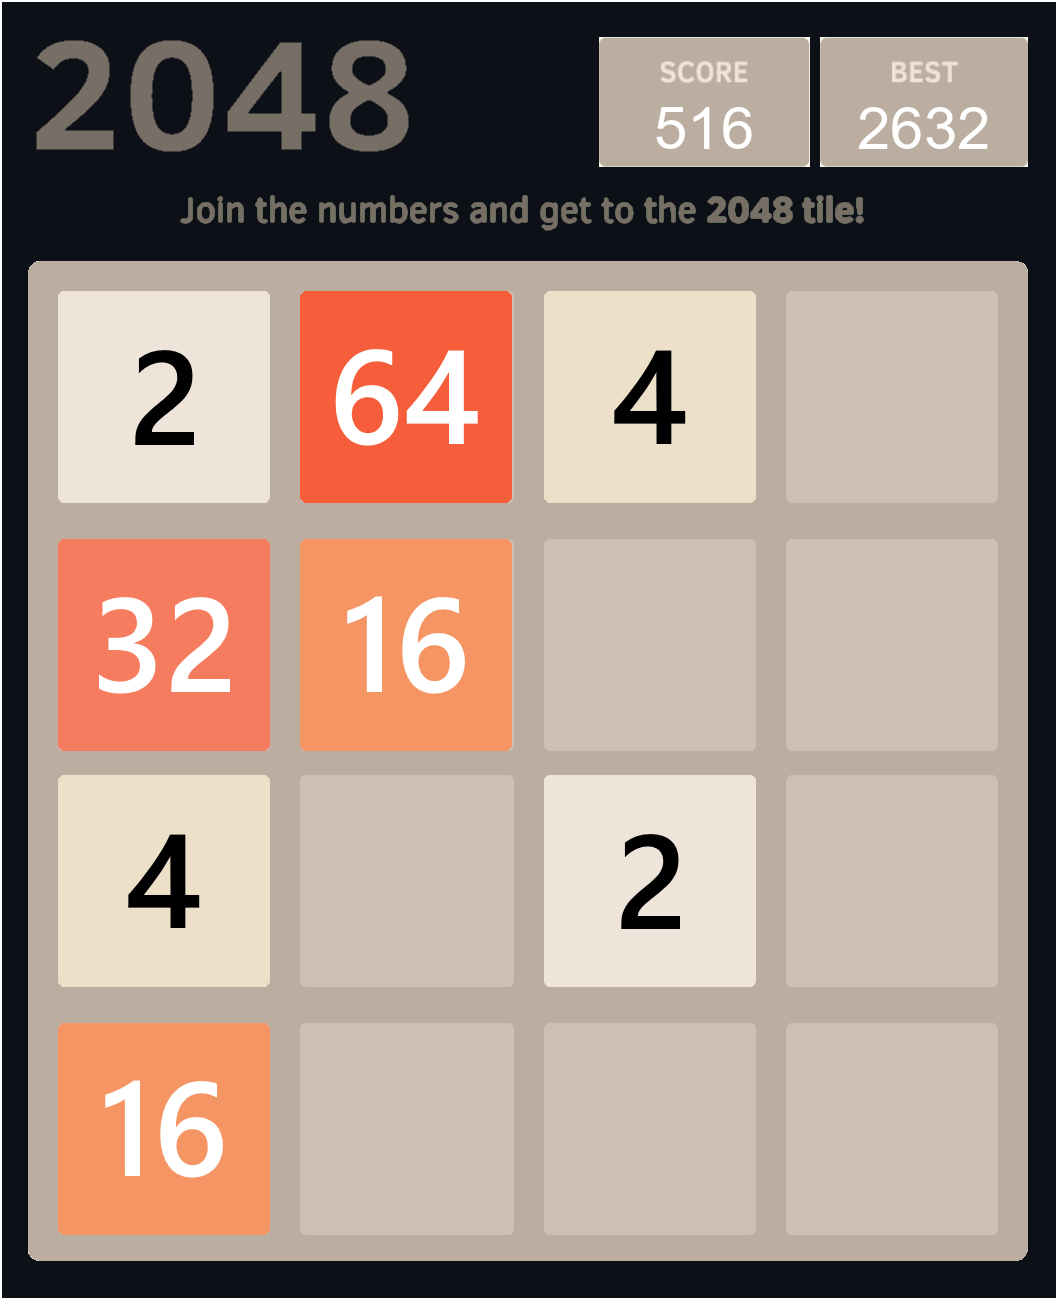 2048
SCORE BEST
516 2632
Join the numbers and get to the 2048 tile!
2 64 4
32 16
4 2
16